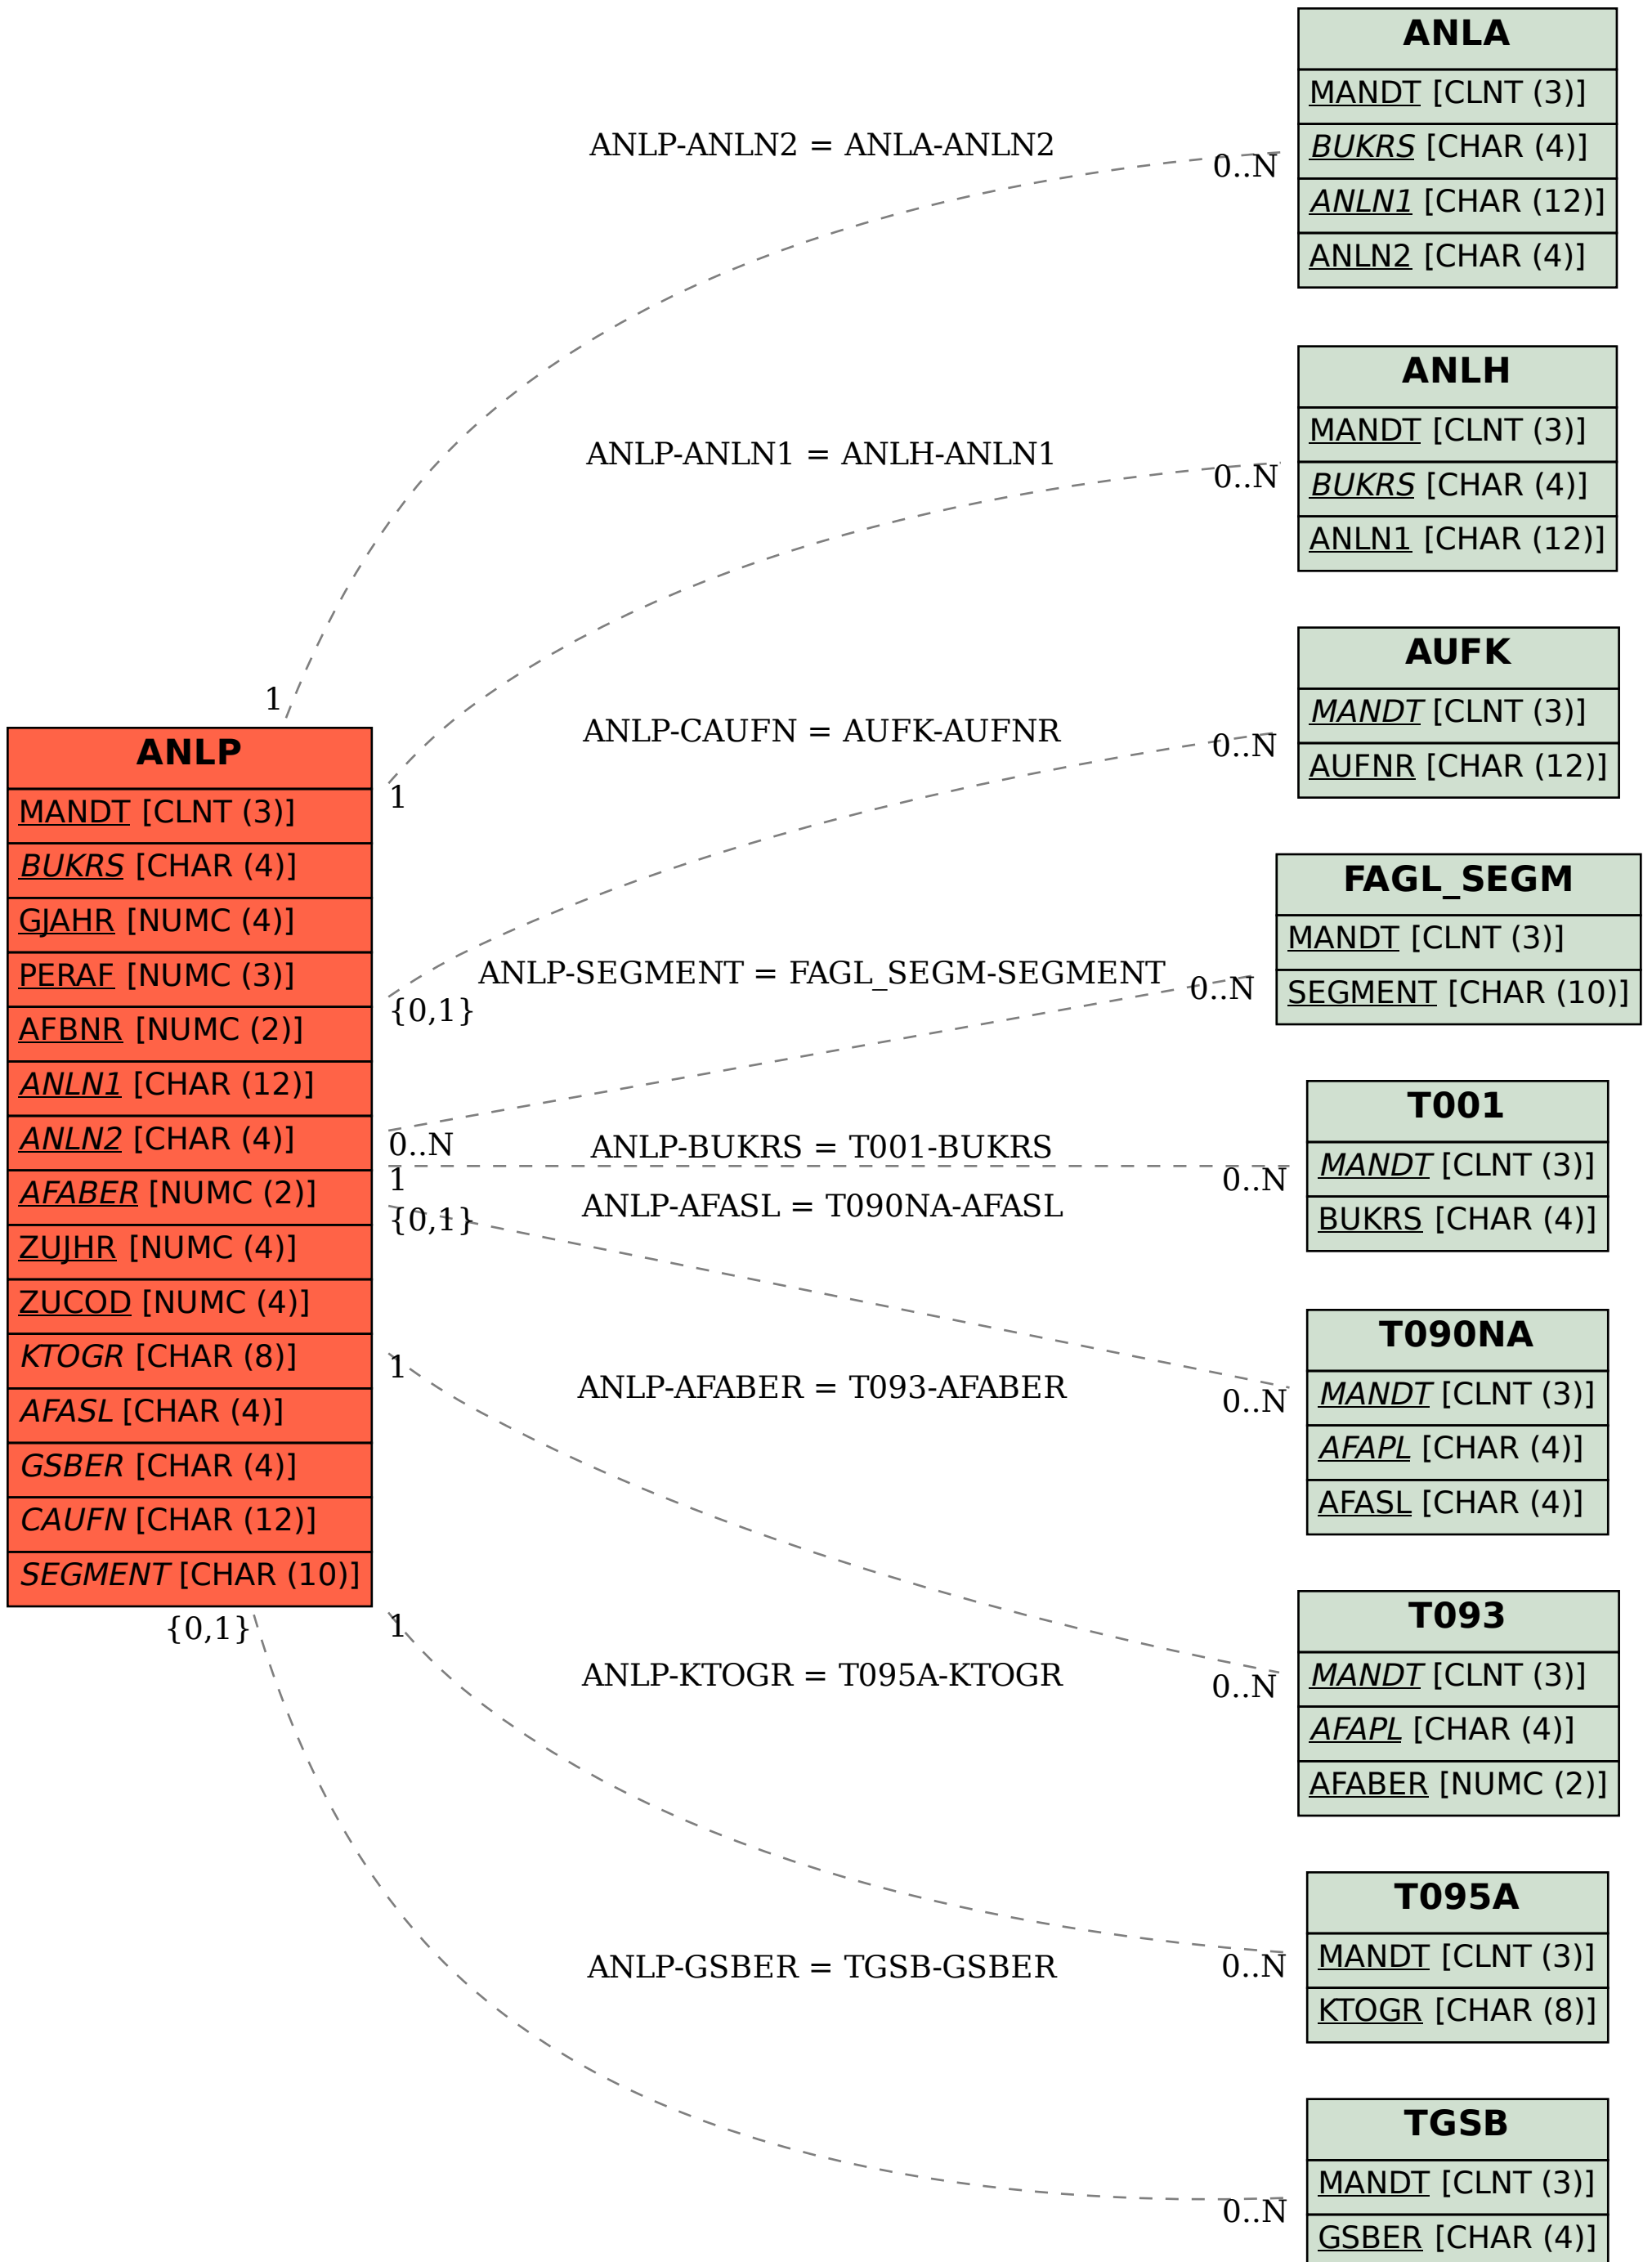 ANLA
MANDT [CLNT (3)]
BUKRS [CHAR (4)]
ANLN1 [CHAR (12)]
ANLN2 [CHAR (4)]
ANLP-ANLN2 = ANLA-ANLN2
0..N
1
ANLH
MANDT [CLNT (3)]
BUKRS [CHAR (4)]
ANLN1 [CHAR (12)]
ANLP-ANLN1 = ANLH-ANLN1
0..N
1
AUFK
MANDT [CLNT (3)]
AUFNR [CHAR (12)]
ANLP-CAUFN = AUFK-AUFNR
0..N
{0,1}
ANLP
MANDT [CLNT (3)]
BUKRS [CHAR (4)]
GJAHR [NUMC (4)]
PERAF [NUMC (3)]
AFBNR [NUMC (2)]
ANLN1 [CHAR (12)]
ANLN2 [CHAR (4)]
AFABER [NUMC (2)]
ZUJHR [NUMC (4)]
ZUCOD [NUMC (4)]
KTOGR [CHAR (8)]
AFASL [CHAR (4)]
GSBER [CHAR (4)]
CAUFN [CHAR (12)]
SEGMENT [CHAR (10)]
FAGL_SEGM
MANDT [CLNT (3)]
SEGMENT [CHAR (10)]
ANLP-SEGMENT = FAGL_SEGM-SEGMENT
0..N
0..N
T001
MANDT [CLNT (3)]
BUKRS [CHAR (4)]
ANLP-BUKRS = T001-BUKRS
0..N
1
T090NA
MANDT [CLNT (3)]
AFAPL [CHAR (4)]
AFASL [CHAR (4)]
ANLP-AFASL = T090NA-AFASL
0..N
{0,1}
T093
MANDT [CLNT (3)]
AFAPL [CHAR (4)]
AFABER [NUMC (2)]
ANLP-AFABER = T093-AFABER
0..N
1
T095A
MANDT [CLNT (3)]
KTOGR [CHAR (8)]
ANLP-KTOGR = T095A-KTOGR
0..N
1
TGSB
MANDT [CLNT (3)]
GSBER [CHAR (4)]
ANLP-GSBER = TGSB-GSBER
0..N
{0,1}